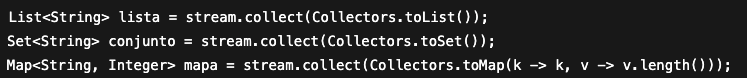 List<String> lista = stream.collect(Collectors.toList());
Set<String> conjunto = stream.collect(Collectors.toSet());
Map<String, Integer> mapa = stream.collect(Collectors.toMap(k -> k, v -> v.length()));